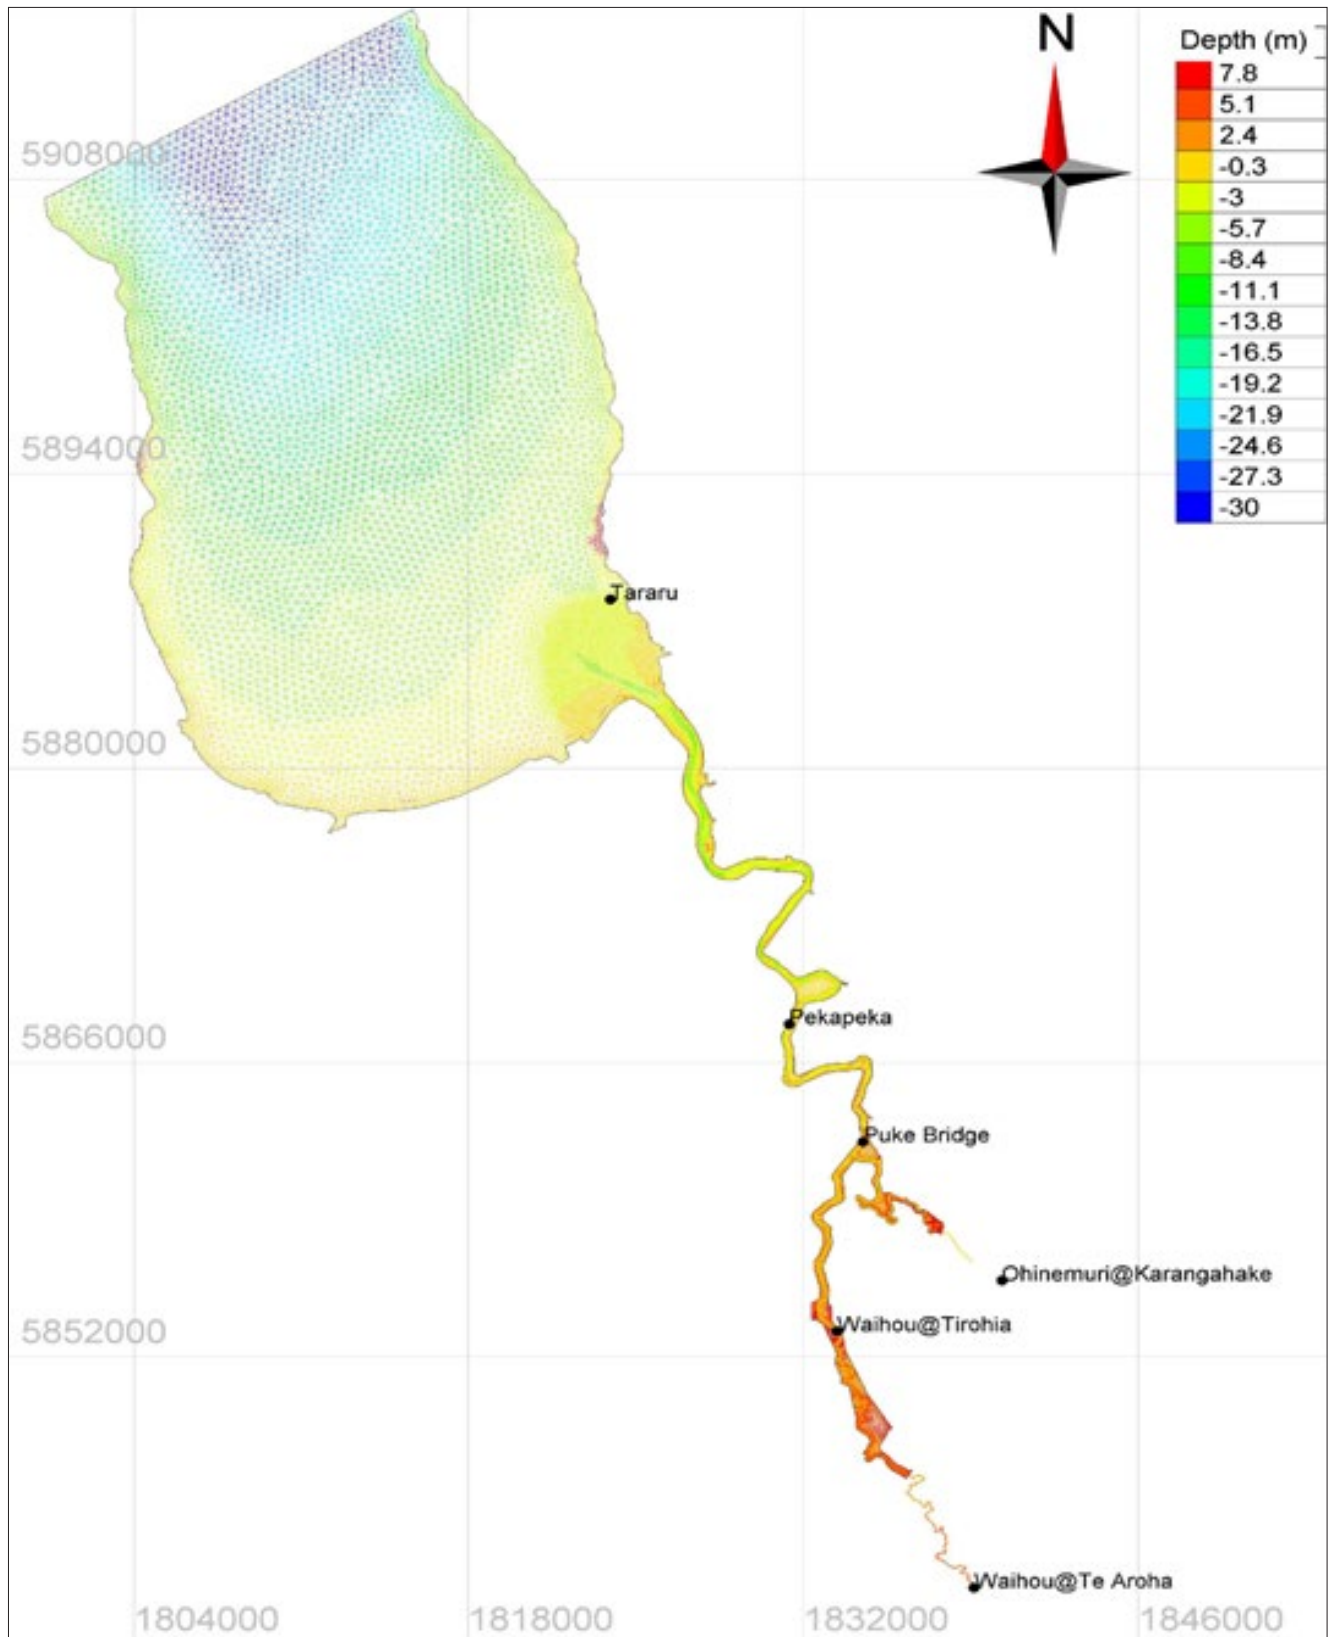 N
Depth (m)
7.8
5.1
2.4
-0.3
-3
-5.7
-8.4
-11.1
-13.8
-16.5
-19.2
-21.9
-24.6
-27.3
-30
5908000
5894000
Tararu
5880000
Pekapeka
5866000
Puke Bridge
Ohinemuri@Karangahake
Waihou@Tirohia
5852000
Waihou@Te Aroha
1804000 1818000 1832000 1846000